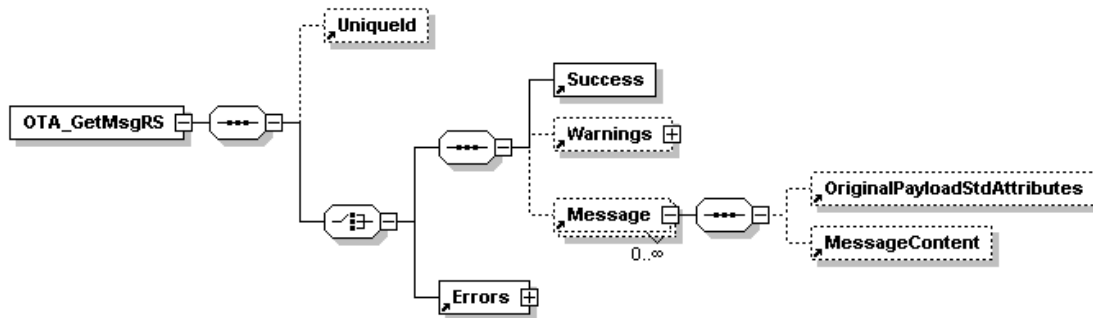 UniqueId
Success
OTA_GetMsgRS
Warnings
OriginalPayloadStdAttributes
Message
0..∞
MessageContent
Errors